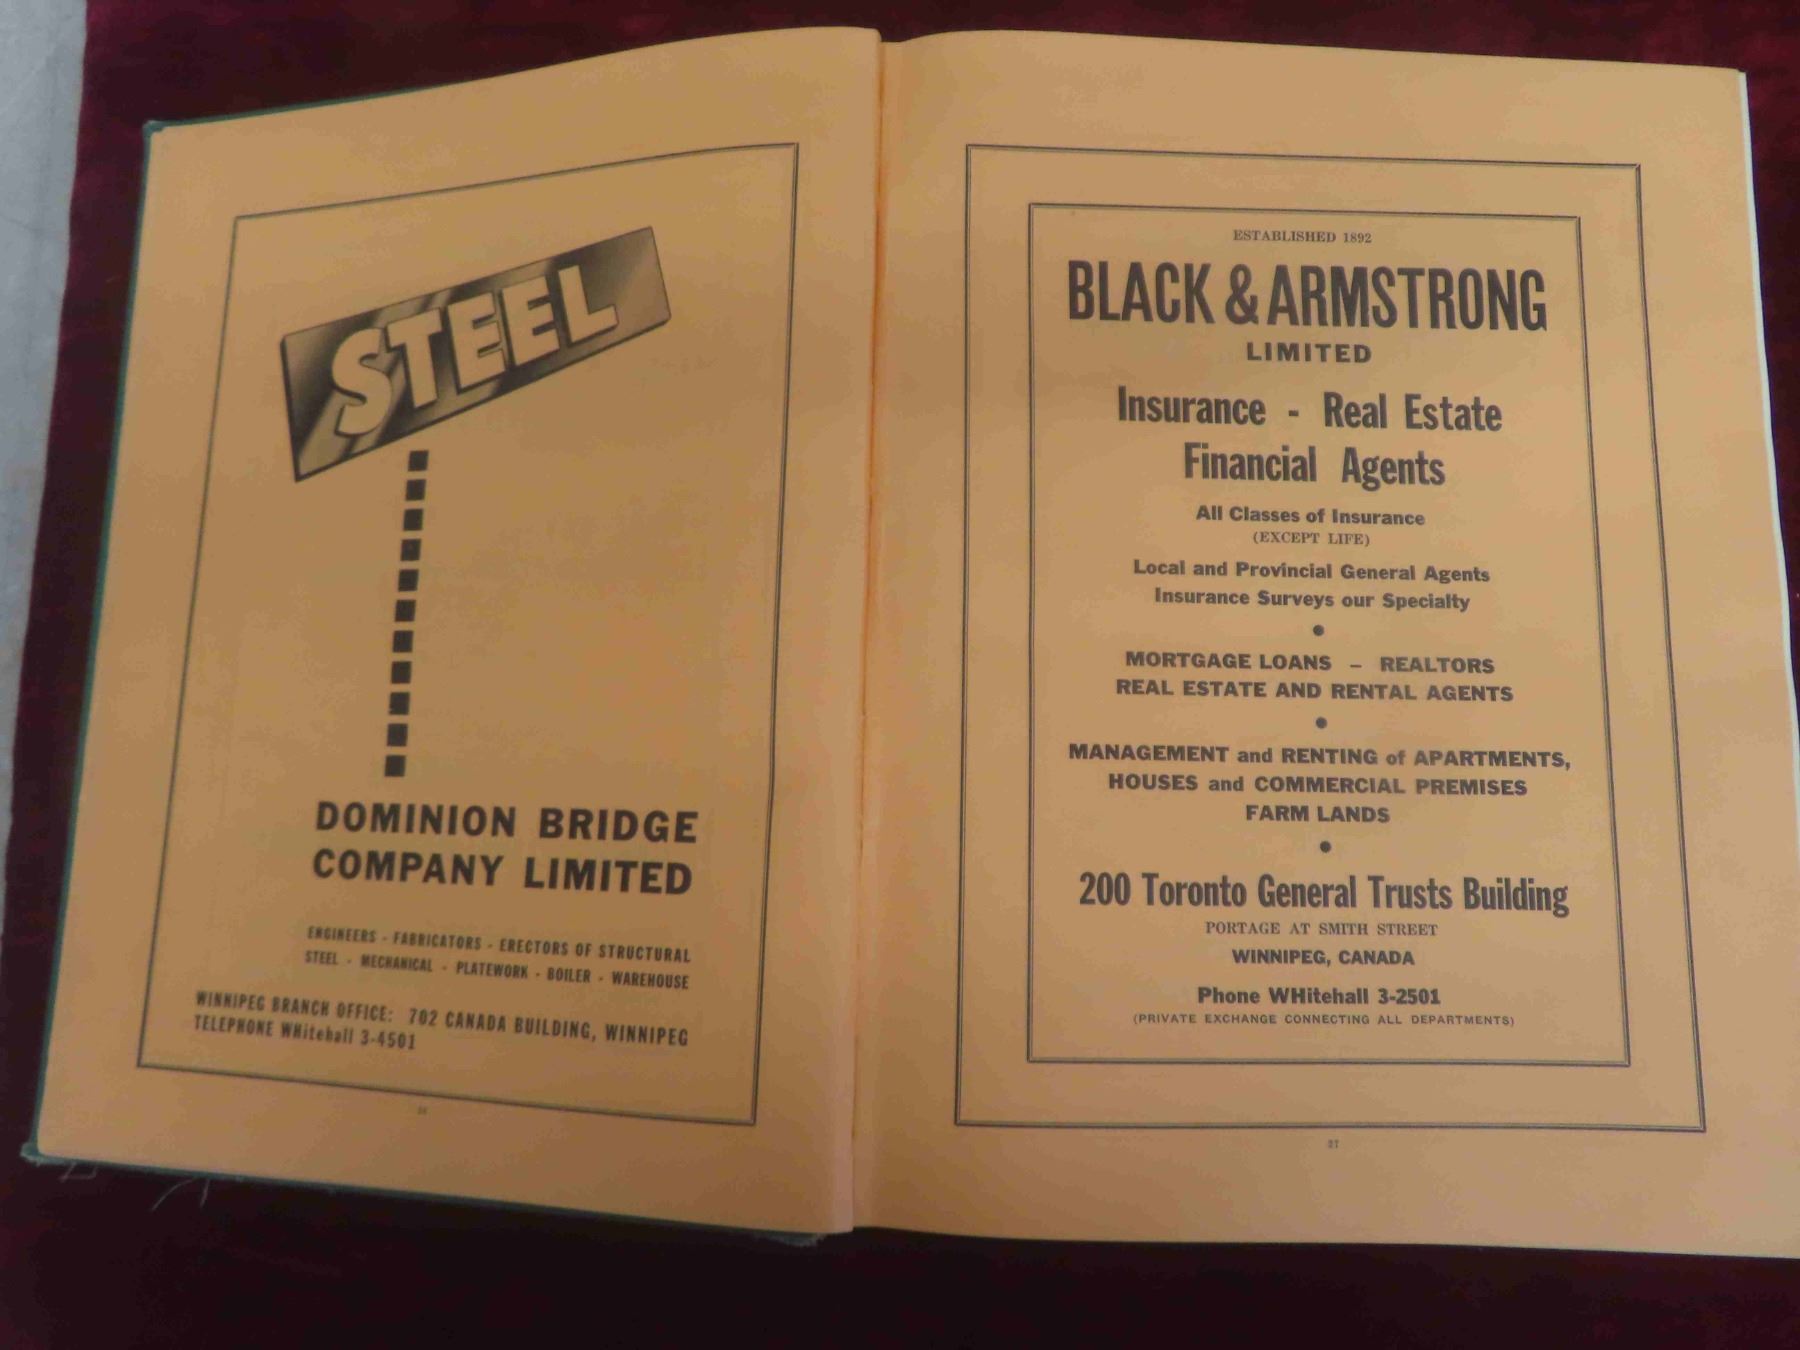 STEEL
DOMINION BRIDGE
COMPANY LIMITED
ENGINEERS - FABRICATORS - ERECTORS OF STRUCTURAL
STEEL - MECHANICAL - PLATEWORK - BOILER - WAREHOUSE
WINNIPEG BRANCH OFFICE: 702 CANADA BUILDING, WINNIPEG
TELEPHONE WHitehall 3-4501
ESTABLISHED 1892
BLACK & ARMSTRONG
LIMITED
Insurance - Real Estate
Financial Agents
All Classes of Insurance
(EXCEPT LIFE)
Local and Provincial General Agents
Insurance Surveys our Specialty
MORTGAGE LOANS – REALTORS
REAL ESTATE AND RENTAL AGENTS
MANAGEMENT and RENTING of APARTMENTS,
HOUSES and COMMERCIAL PREMISES
FARM LANDS
200 Toronto General Trusts Building
PORTAGE AT SMITH STREET
WINNIPEG, CANADA
Phone WHitehall 3-2501
(PRIVATE EXCHANGE CONNECTING ALL DEPARTMENTS)
27